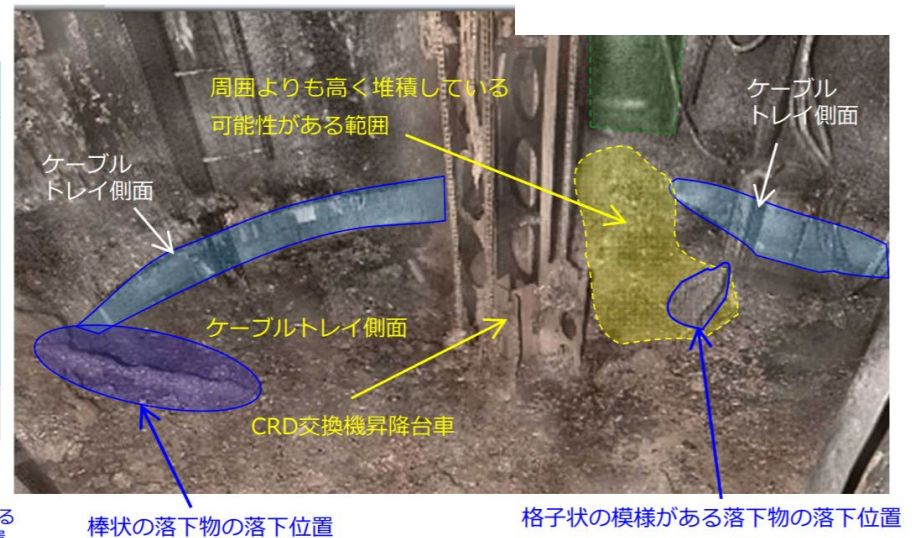 周囲よりも高く堆積している
可能性がある範囲
ケーブル
トレイ側面
ケーブル
トレイ側面
ケーブルトレイ側面
CRD交換機昇降台車
る
棒状の落下物の落下位置
格子状の模様がある落下物の落下位置